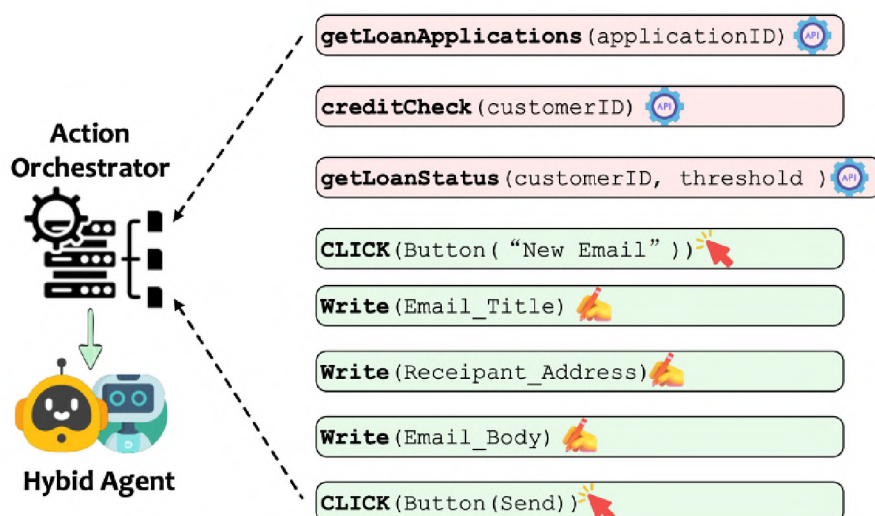 Action
Orchestrator
Hybid Agent
getLoanApplications(applicationID)
API
creditCheck(customerID)
API
getLoanStatus(customerID, threshold )
API
CLICK(Button( “New Email” ))
Write(Email_Title)
Write(Receipant_Address)
Write(Email_Body)
CLICK(Button(Send))